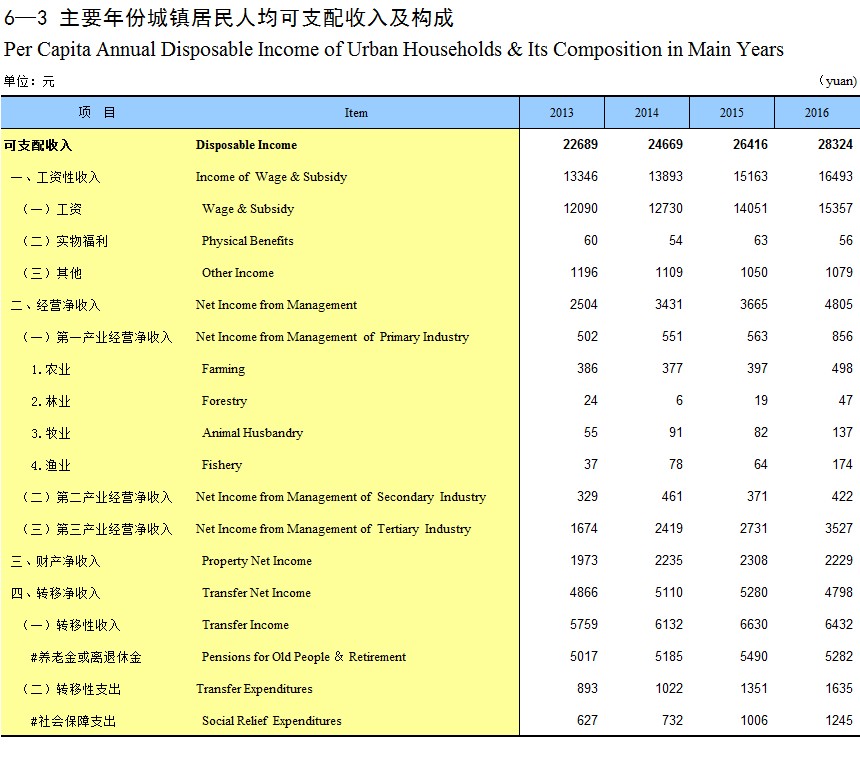 6—3 主要年份城镇居民人均可支配收入及构成
Per Capita Annual Disposable Income of Urban Households & Its Composition in Main Years
单位：元 （yuan)
项 目 Item 2013 2014 2015 2016
可支配收入 Disposable Income 22689 24669 26416 28324
一、工资性收入 Income of Wage & Subsidy 13346 13893 15163 16493
（一）工资 Wage & Subsidy 12090 12730 14051 15357
（二）实物福利 Physical Benefits 60 54 63 56
（三）其他 Other Income 1196 1109 1050 1079
二、经营净收入 Net Income from Management 2504 3431 3665 4805
（一）第一产业经营净收入 Net Income from Management of Primary Industry 502 551 563 856
1.农业 Farming 386 377 397 498
2.林业 Forestry 24 6 19 47
3.牧业 Animal Husbandry 55 91 82 137
4.渔业 Fishery 37 78 64 174
（二）第二产业经营净收入 Net Income from Management of Secondary Industry 329 461 371 422
（三）第三产业经营净收入 Net Income from Management of Tertiary Industry 1674 2419 2731 3527
三、财产净收入 Property Net Income 1973 2235 2308 2229
四、转移净收入 Transfer Net Income 4866 5110 5280 4798
（一）转移性收入 Transfer Income 5759 6132 6630 6432
#养老金或离退休金 Pensions for Old People ＆ Retirement 5017 5185 5490 5282
（二）转移性支出 Transfer Expenditures 893 1022 1351 1635
#社会保障支出 Social Relief Expenditures 627 732 1006 1245